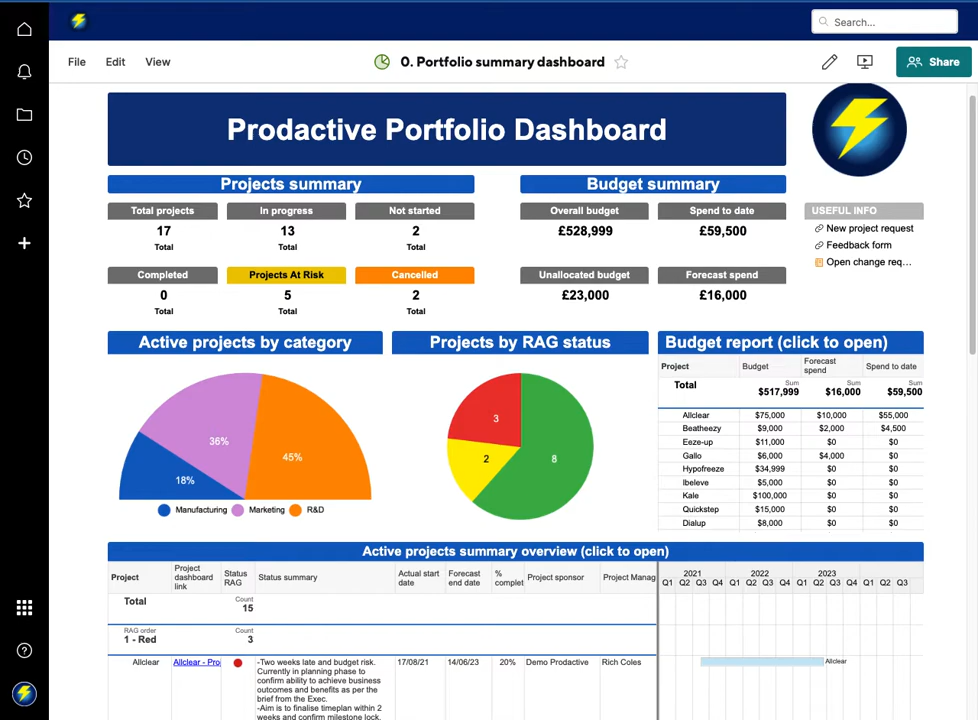 Search...
File Edit View
0. Portfolio summary dashboard
Share
Prodactive Portfolio Dashboard
Projects summary
Total projects In progress Not started
17 13 2
Total Total Total
Completed Projects At Risk Cancelled
0 5 2
Total Total Total
Budget summary
Overall budget Spend to date
£528,999 £59,500
Unallocated budget Forecast spend
£23,000 £16,000
USEFUL INFO
New project request
Feedback form
Open change req...
Active projects by category
36%
45%
18%
Manufacturing Marketing R&D
Projects by RAG status
3
2
8
Budget report (click to open)
Project Budget Forecast spend Spend to date
Total Sum $517,999 Sum $16,000 Sum $59,500
Allclear $75,000 $10,000 $55,000
Beatheezy $9,000 $2,000 $4,500
Eeze-up $11,000 $0 $0
Gallo $6,000 $4,000 $0
Hypofreeze $34,999 $0 $0
Ibeleve $5,000 $0 $0
Kale $100,000 $0 $0
Quickstep $15,000 $0 $0
Dialup $8,000 $0 $0
Active projects summary overview (click to open)
Project Project dashboard link Status RAG Status summary Actual start date Forecast end date % complet Project sponsor Project Manag
2021 2022 2023
Q1 Q2 Q3 Q4 Q1 Q2 Q3 Q4 Q1 Q2 Q3 Q4 Q1 Q2 Q3
Total Count 15
RAG order
1 - Red Count 3
Allclear Allclear - Pro -Two weeks late and budget risk. 17/08/21 14/06/23 20% Demo Prodactive Rich Coles Allclear
Currently in planning phase to
confirm ability to achieve business
outcomes and benefits as per the
brief from the Exec.
-Aim is to finalise timeplan within 2
weeks and confirm milestone lock.